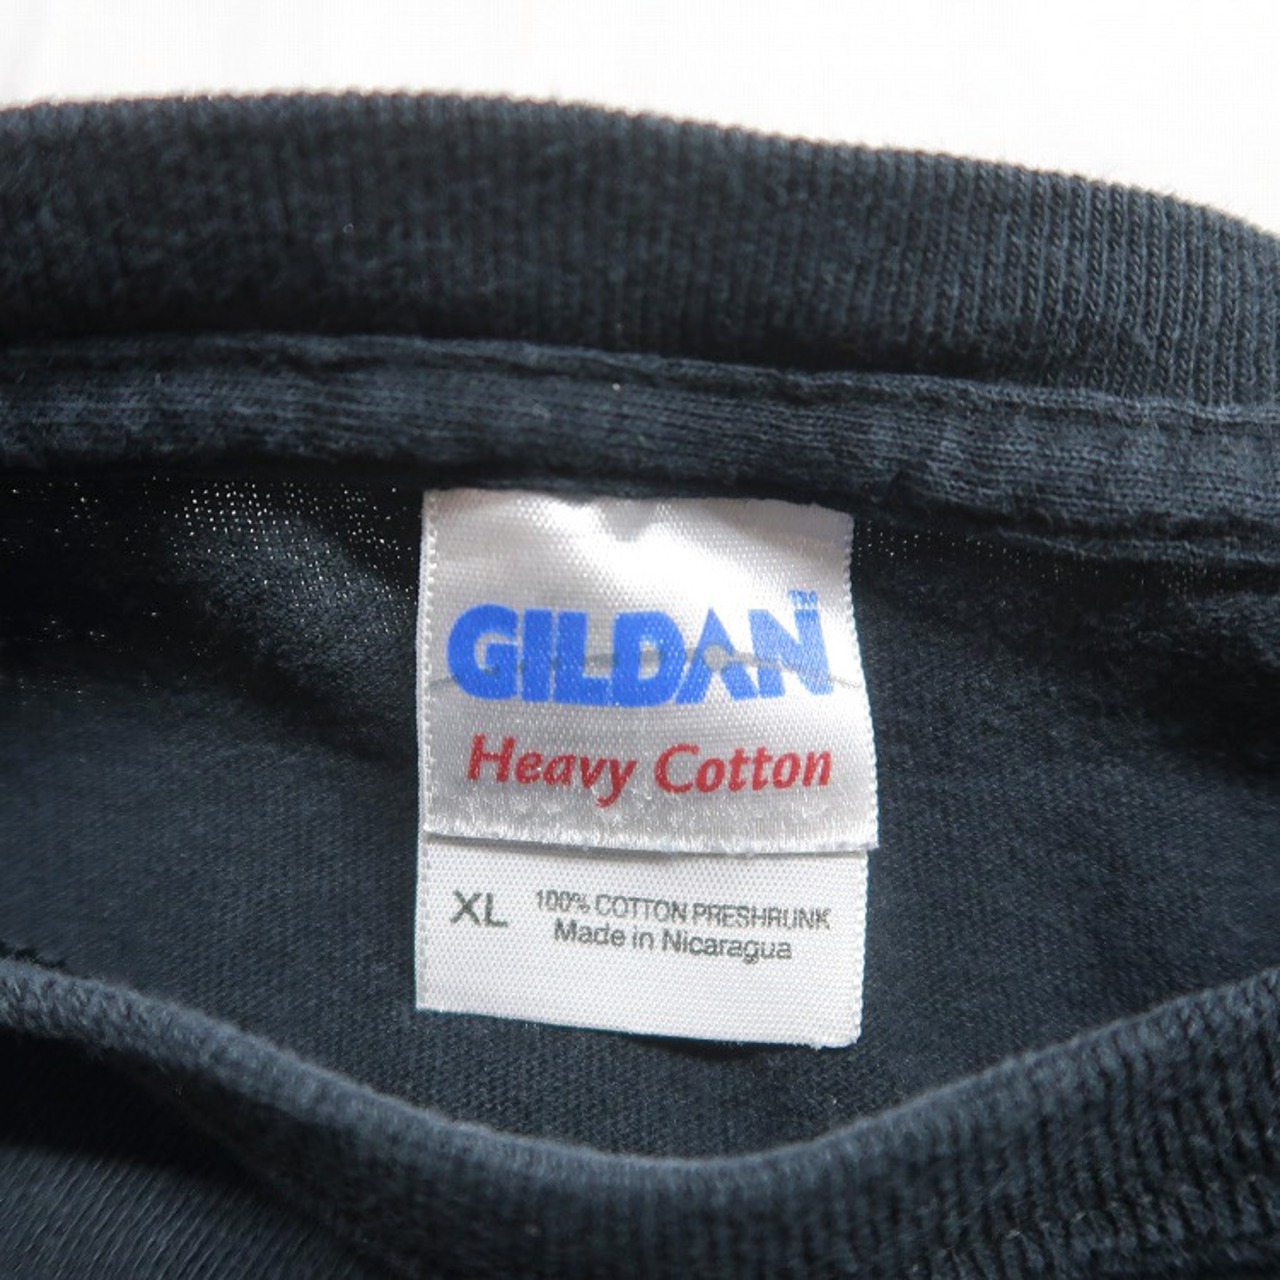 GILDAN™
Heavy Cotton
XL 100% COTTON PRESHRUNK
Made in Nicaragua